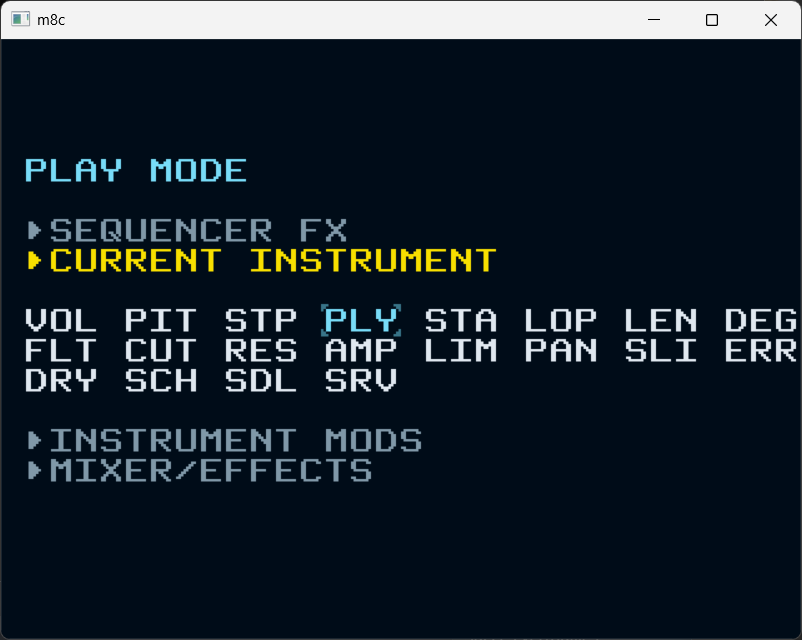 m8c
PLAY MODE
SEQUENCER FX
CURRENT INSTRUMENT
VOL PIT STP PLY STA LOP LEN DEG
FLT CUT RES AMP LIM PAN SLI ERR
DRY SCH SDL SRV
INSTRUMENT MODS
MIXER/EFFECTS